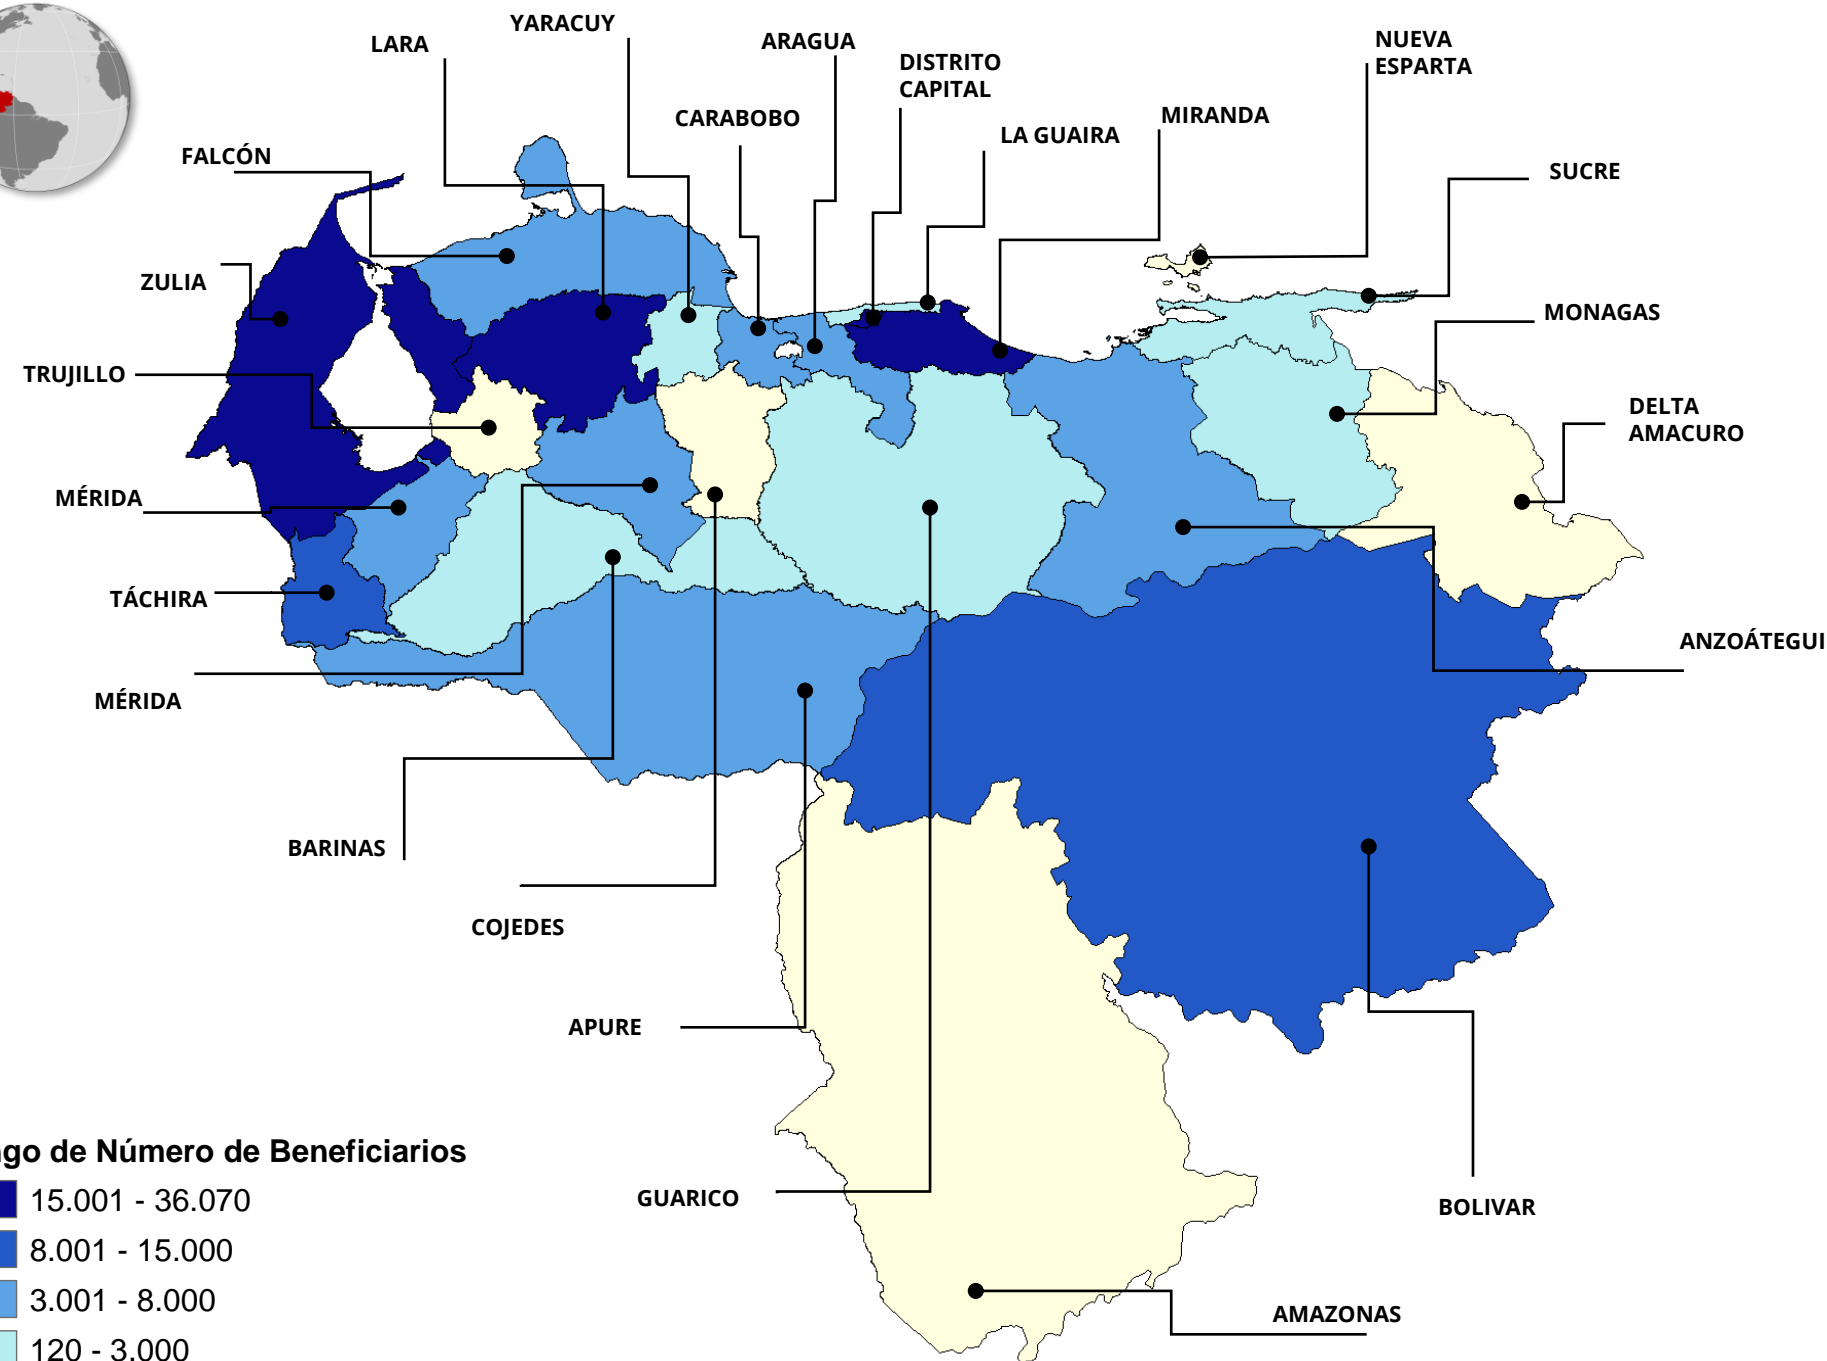 YARACUY
LARA
ARAGUA
NUEVA
ESPARTA
DISTRITO
CAPITAL
CARABOBO
MIRANDA
LA GUAIRA
FALCÓN
SUCRE
ZULIA
MONAGAS
TRUJILLO
DELTA
AMACURO
MÉRIDA
TÁCHIRA
ANZOÁTEGUI
MÉRIDA
BARINAS
COJEDES
APURE
GUARICO
BOLIVAR
AMAZONAS
go de Número de Beneficiarios
15.001 - 36.070
8.001 - 15.000
3.001 - 8.000
120 - 3.000